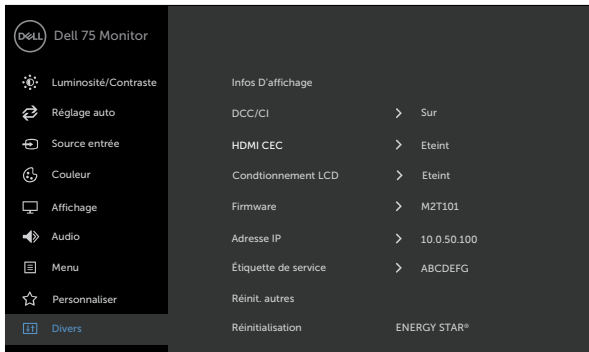 DELL
Dell 75 Monitor
Luminosité/Contraste
Réglage auto
Source entrée
Couleur
Affichage
Audio
Menu
Personnaliser
Divers
Infos D'affichage
DCC/CI > Sur
HDMI CEC > Eteint
Condtionnement LCD > Eteint
Firmware > M2T101
Adresse IP > 10.0.50.100
Étiquette de service > ABCDEFG
Réinit. autres
Réinitialisation ENERGY STAR®